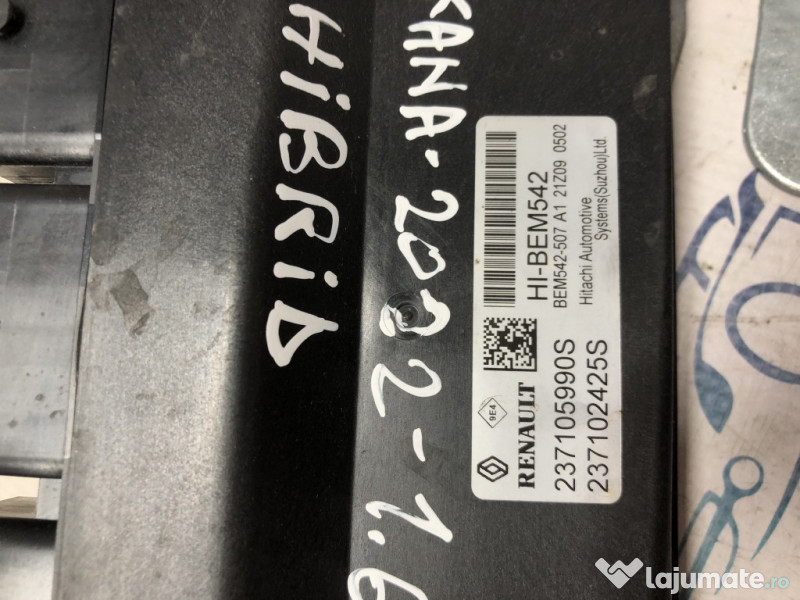 KANA-2022-1.6
HiBRiD
HI-BEM542
BEM542-507 A1 21Z09 0502
Hitachi Automotive
Systems(Suzhou)Ltd.
9E4
RENAULT
237105990S
237102425S
lajumate.ro